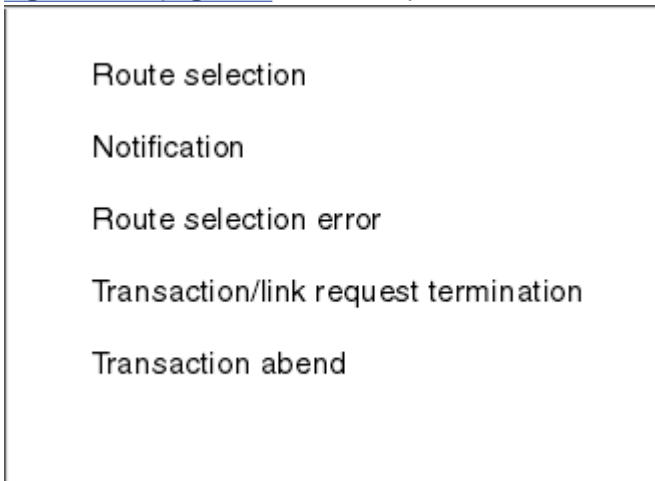 Route selection
Notification
Route selection error
Transaction/link request termination
Transaction abend